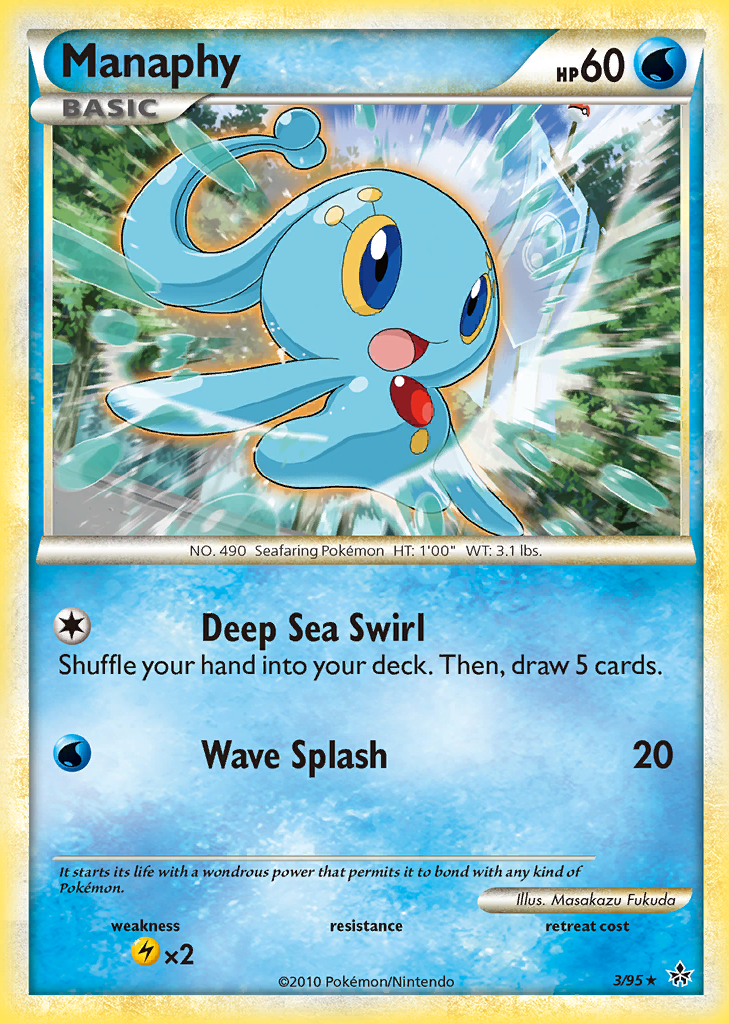 Manaphy
HP60
BASIC
NO. 490 Seafaring Pokémon HT: 1'00" WT: 3.1 lbs.
Deep Sea Swirl
Shuffle your hand into your deck. Then, draw 5 cards.
Wave Splash 20
It starts its life with a wondrous power that permits it to bond with any kind of
Pokémon.
Illus. Masakazu Fukuda
weakness resistance retreat cost
×2
©2010 Pokémon/Nintendo 3/95 ★